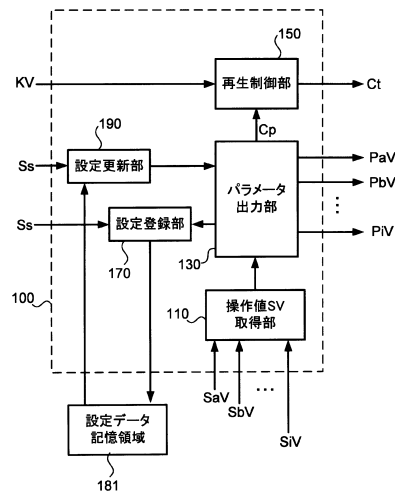 150
KV
再生制御部
Ct
190
Cp
Ss
設定更新部
パラメータ
出力部
PaV
PbV
⋮
PiV
Ss
設定登録部
170
130
100
110
操作値SV
取得部
SaV
SbV
…
SiV
設定データ
記憶領域
181